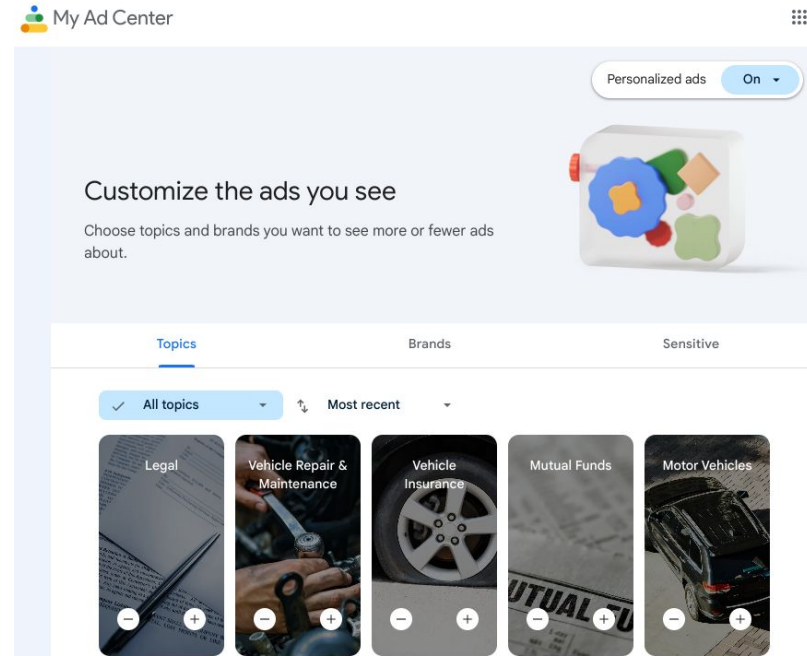 My Ad Center
Personalized ads
On
Customize the ads you see
Choose topics and brands you want to see more or fewer ads
about.
Topics
Brands
Sensitive
All topics
Most recent
Legal
Vehicle Repair &
Maintenance
Vehicle
Insurance
Mutual Funds
Motor Vehicles